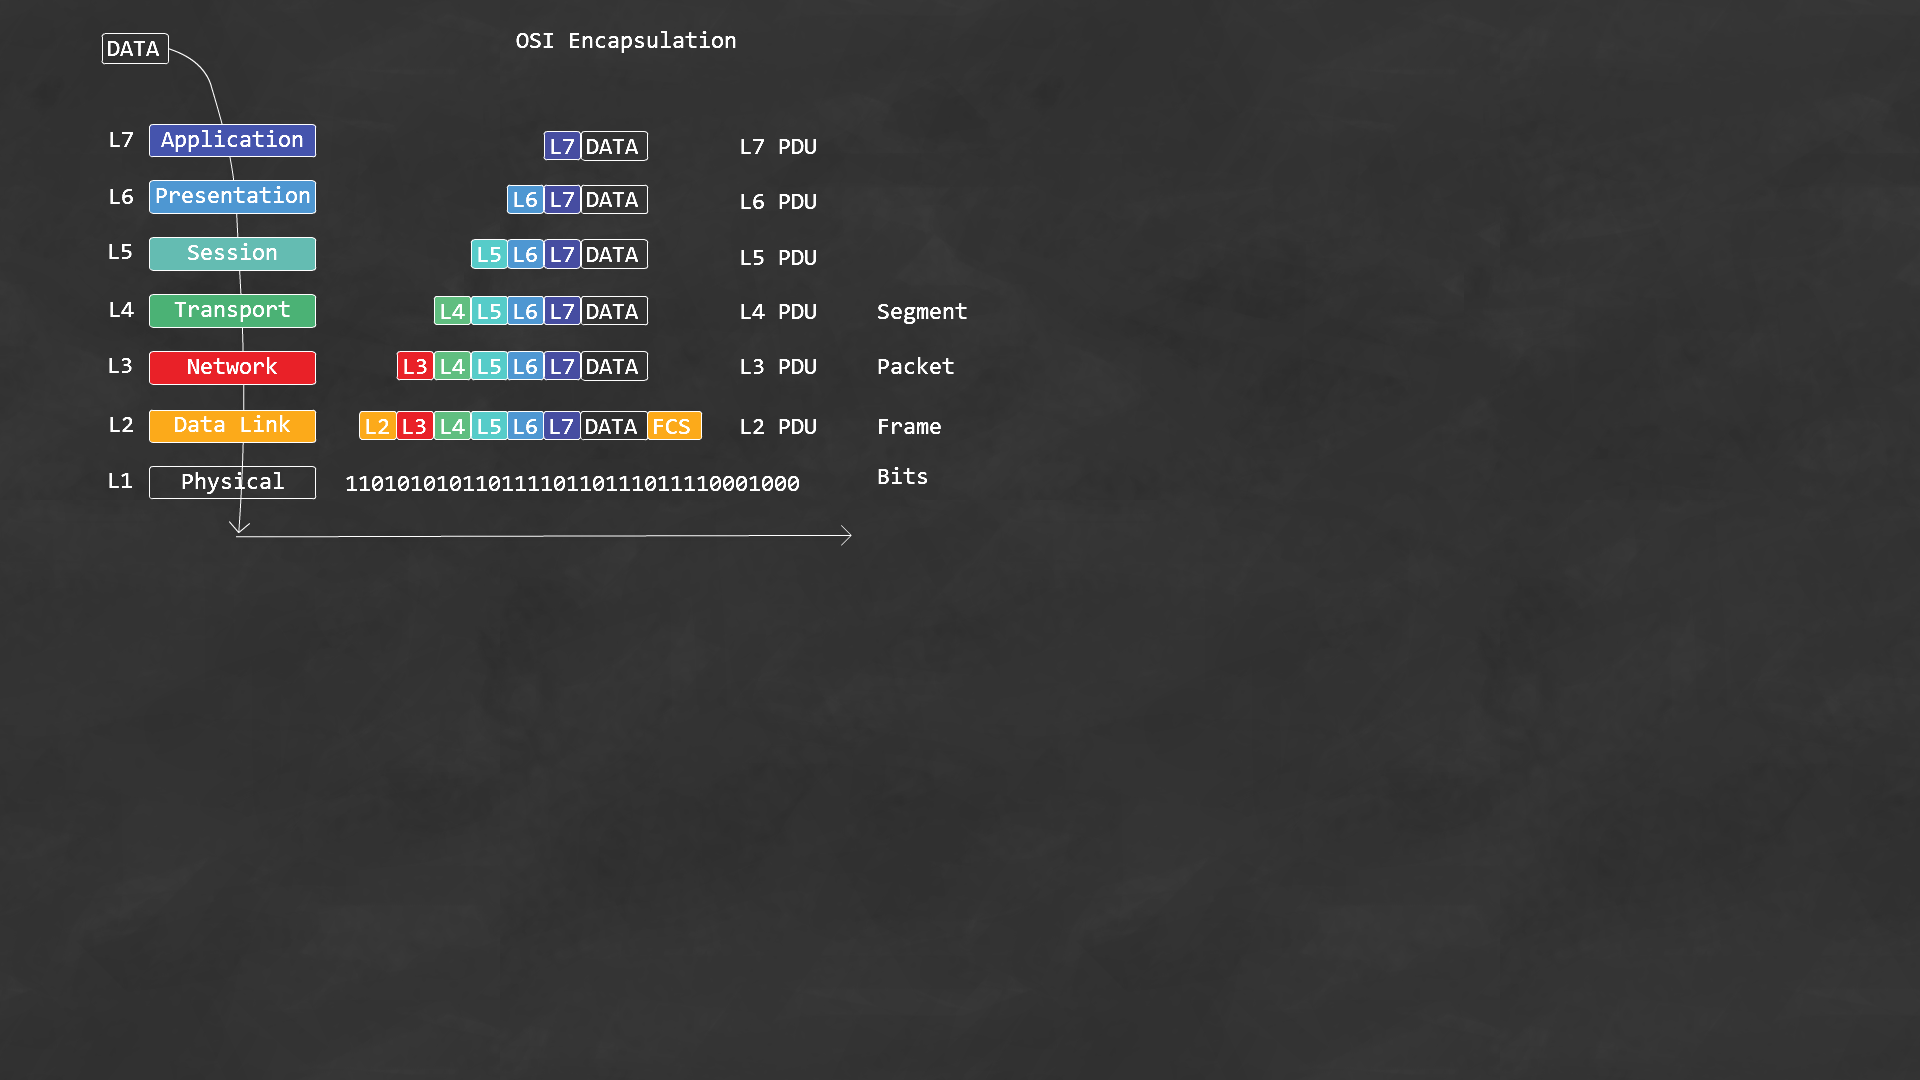 DATA
OSI Encapsulation
L7 Application L7 DATA L7 PDU
L6 Presentation L6 L7 DATA L6 PDU
L5 Session L5 L6 L7 DATA L5 PDU
L4 Transport L4 L5 L6 L7 DATA L4 PDU Segment
L3 Network L3 L4 L5 L6 L7 DATA L3 PDU Packet
L2 Data Link L2 L3 L4 L5 L6 L7 DATA FCS L2 PDU Frame
L1 Physical 11010101011011110110111011110001000 Bits